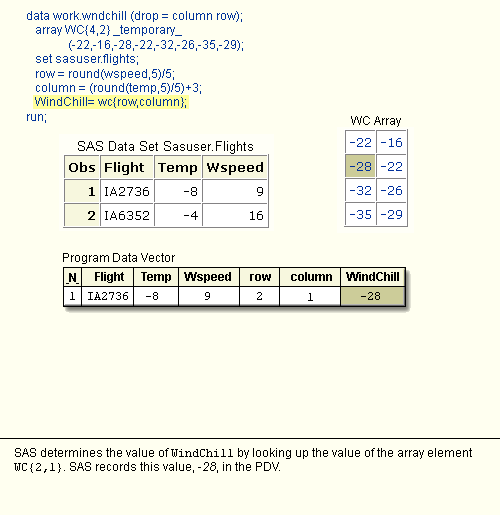 data work.wndchill (drop = column row);
array WC{4,2} _temporary_
(-22,-16,-28,-22,-32,-26,-35,-29);
set sasuser.flights;
row = round(wspeed,5)/5;
column = (round(temp,5)/5)+3;
WindChill= wc{row,column};
run;
WC Array
-22 -16
-28 -22
-32 -26
-35 -29
SAS Data Set Sasuser.Flights
Obs Flight Temp Wspeed
1 IA2736 -8 9
2 IA6352 -4 16
Program Data Vector
_N_ Flight Temp Wspeed row column WindChill
1 IA2736 -8 9 2 1 -28
SAS determines the value of WindChill by looking up the value of the array element
WC{2,1}. SAS records this value, -28, in the PDV.